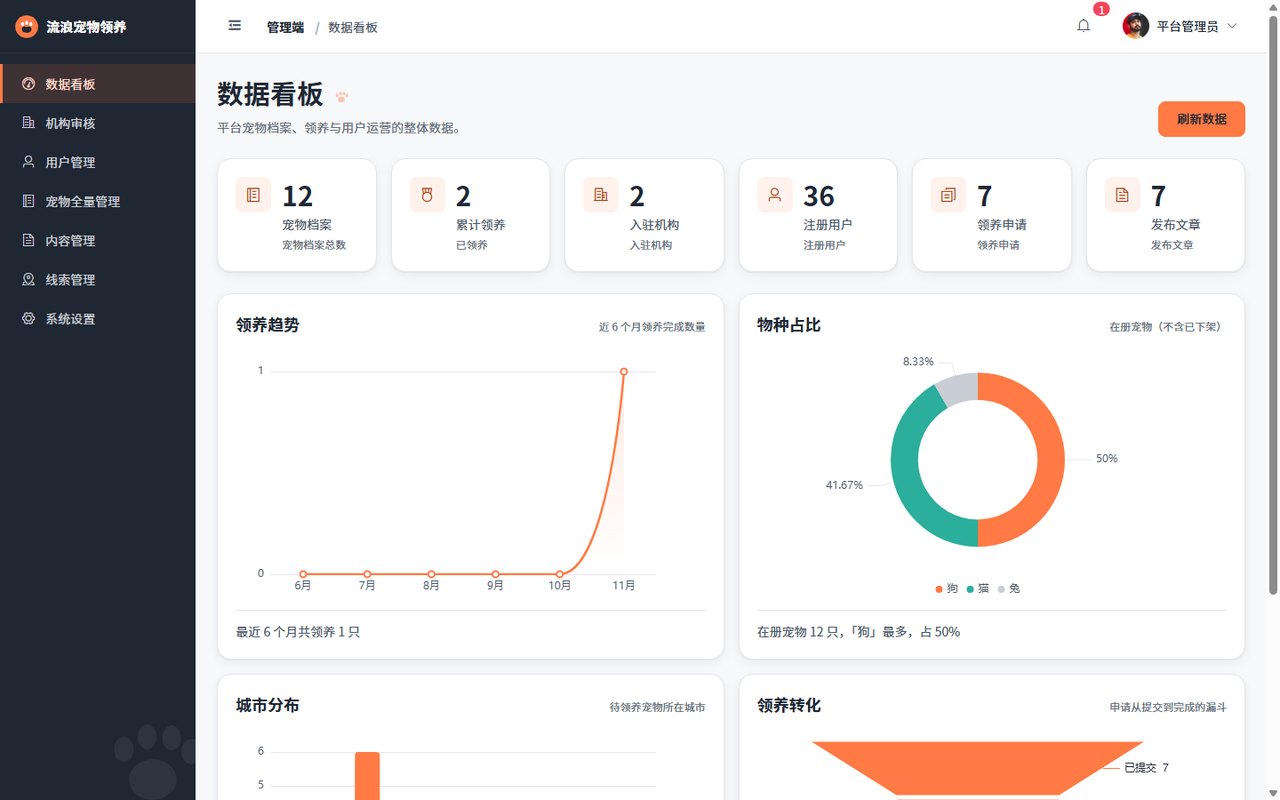 流浪宠物领养
管理端 / 数据看板
1
平台管理员
数据看板
机构审核
用户管理
宠物全量管理
内容管理
线索管理
系统设置
数据看板
平台宠物档案、领养与用户运营的整体数据。
刷新数据
12
宠物档案
宠物档案总数
2
累计领养
已领养
2
入驻机构
入驻机构
36
注册用户
注册用户
7
领养申请
领养申请
7
发布文章
发布文章
领养趋势
近 6 个月领养完成数量
1
0
6月 7月 8月 9月 10月 11月
最近 6 个月共领养 1 只
物种占比
在册宠物（不含已下架）
8.33%
50%
41.67%
狗 猫 兔
在册宠物 12 只，「狗」最多，占 50%
城市分布
待领养宠物所在城市
6
5
领养转化
申请从提交到完成的漏斗
已提交 7